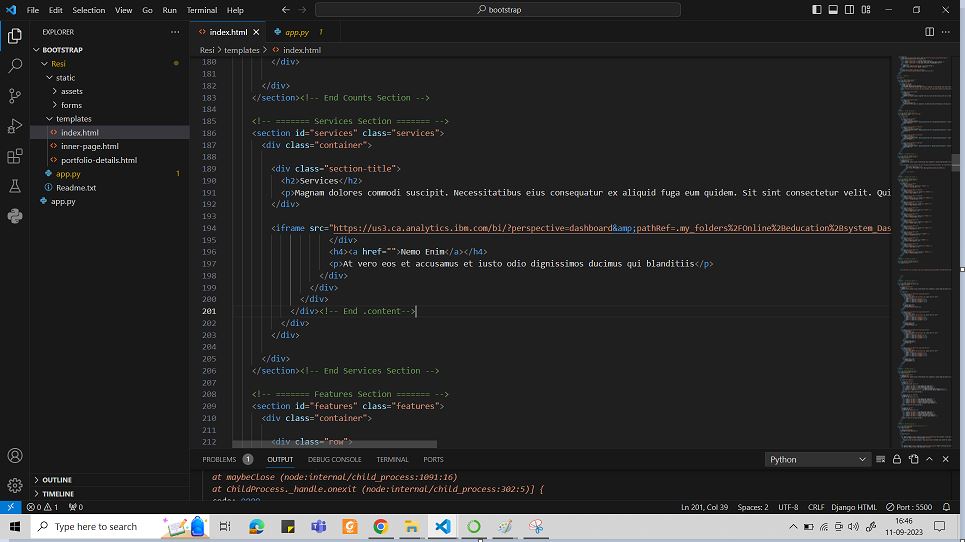 File Edit Selection View Go Run Terminal Help
bootstrap
EXPLORER
index.html
app.py 1
BOOTSTRAP
Resi > templates > index.html
Resi
static
assets
forms
templates
index.html
inner-page.html
portfolio-details.html
app.py 1
Readme.txt
app.py
180 </div>
181
182 </div>
183 </section><!-- End Counts Section -->
184
185 <!-- ======= Services Section ======= -->
186 <section id="services" class="services">
187 <div class="container">
188
189 <div class="section-title">
190 <h2>Services</h2>
191 <p>Magnam dolores commodi suscipit. Necessitatibus eius consequatur ex aliquid fuga eum quidem. Sit sint consectetur velit. Qui
192 </div>
193
194 <iframe src="https://us3.ca.analytics.ibm.com/bi/?perspective=dashboard&amp;pathRef=.my_folders%2FOnline%2Beducation%2Bsystem_Das
195 </div>
196 <h4><a href="">Nemo Enim</a></h4>
197 <p>At vero eos et accusamus et iusto odio dignissimos ducimus qui blanditiis</p>
198 </div>
199 </div>
200 </div>
201 </div><!-- End .content-->
202 </div>
203 </div>
204
205 </div>
206 </section><!-- End Services Section -->
207
208 <!-- ======= Features Section ======= -->
209 <section id="features" class="features">
210 <div class="container">
211
212 <div class="row">
PROBLEMS 1 OUTPUT DEBUG CONSOLE TERMINAL PORTS
Python
at maybeClose (node:internal/child_process:1091:16)
at ChildProcess._handle.onexit (node:internal/child_process:302:5)] {
OUTLINE
TIMELINE
0 1 0
Ln 201, Col 39 Spaces: 2 UTF-8 CRLF Django HTML Port : 5500
Type here to search
16:46
11-09-2023